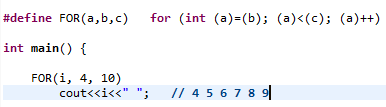 #define FOR(a,b,c)   for (int (a)=(b); (a)<(c); (a)++)
int main() {
    FOR(i, 4, 10)
        cout<<i<<" ";   // 4 5 6 7 8 9